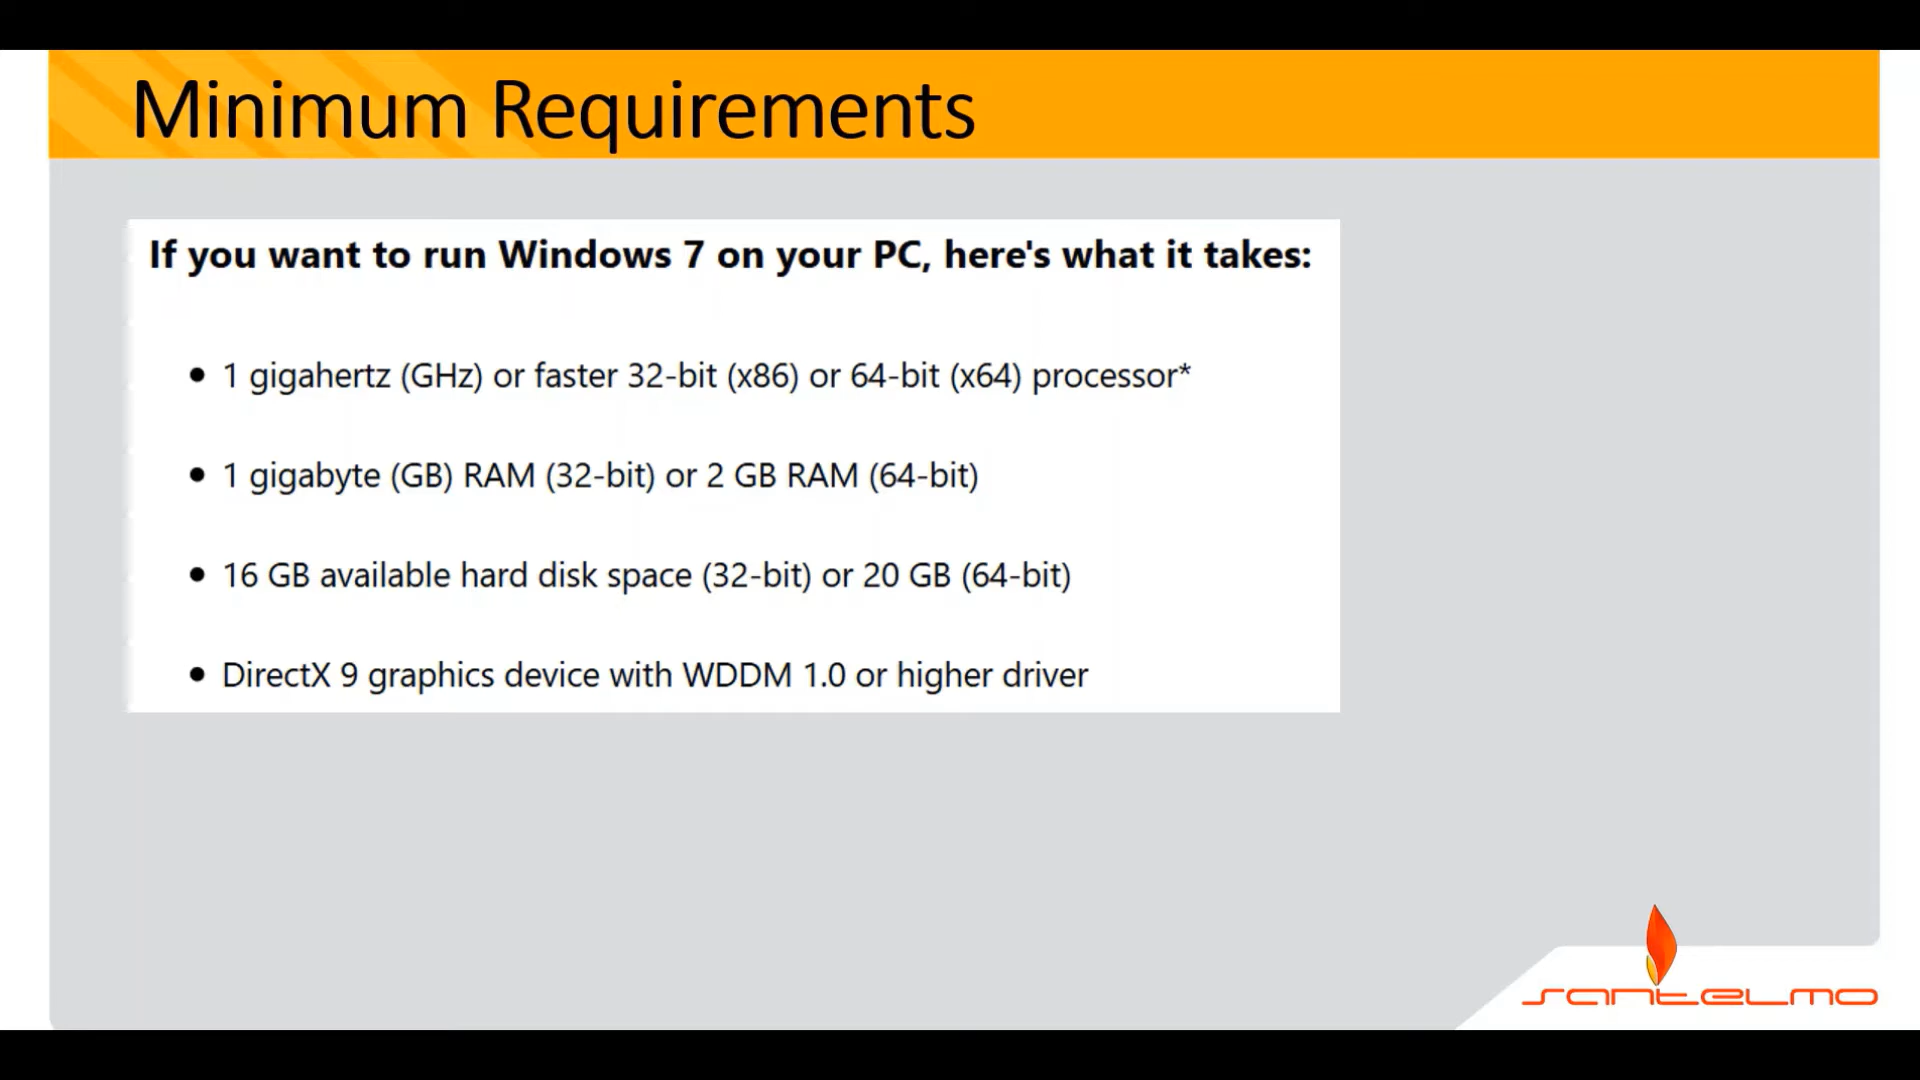 Minimum Requirements
If you want to run Windows 7 on your PC, here's what it takes:
• 1 gigahertz (GHz) or faster 32-bit (x86) or 64-bit (x64) processor*
• 1 gigabyte (GB) RAM (32-bit) or 2 GB RAM (64-bit)
• 16 GB available hard disk space (32-bit) or 20 GB (64-bit)
• DirectX 9 graphics device with WDDM 1.0 or higher driver
santelmo